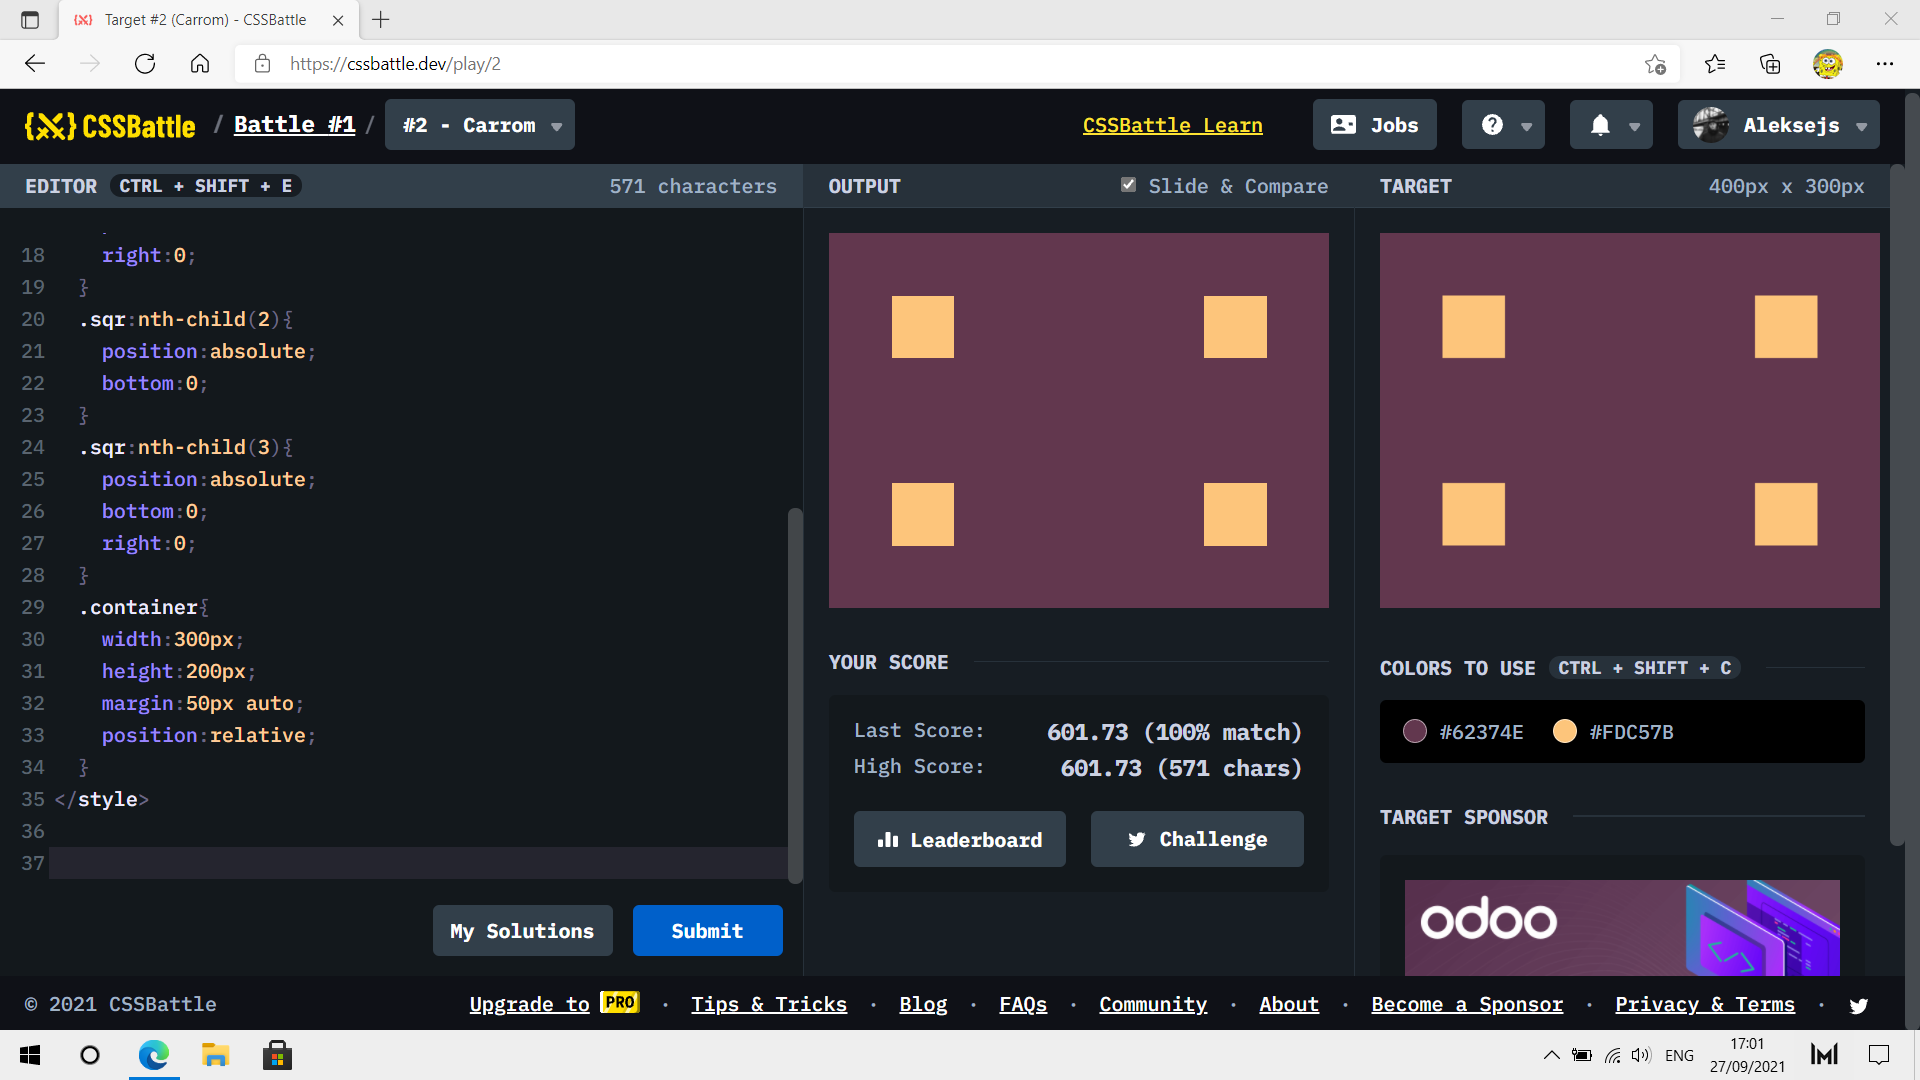 Target #2 (Carrom) - CSSBattle
https://cssbattle.dev/play/2
CSSBattle / Battle #1 / #2 - Carrom
CSSBattle Learn
Jobs
Aleksejs
EDITOR CTRL + SHIFT + E 571 characters
OUTPUT Slide & Compare
TARGET 400px x 300px
18 right:0;
19 }
20 .sqr:nth-child(2){
21 position:absolute;
22 bottom:0;
23 }
24 .sqr:nth-child(3){
25 position:absolute;
26 bottom:0;
27 right:0;
28 }
29 .container{
30 width:300px;
31 height:200px;
32 margin:50px auto;
33 position:relative;
34 }
35 </style>
36
37
My Solutions
Submit
YOUR SCORE
Last Score: 601.73 (100% match)
High Score: 601.73 (571 chars)
Leaderboard
Challenge
COLORS TO USE CTRL + SHIFT + C
#62374E #FDC57B
TARGET SPONSOR
odoo
</>
© 2021 CSSBattle
Upgrade to PRO · Tips & Tricks · Blog · FAQs · Community · About · Become a Sponsor · Privacy & Terms ·
ENG
17:01
27/09/2021